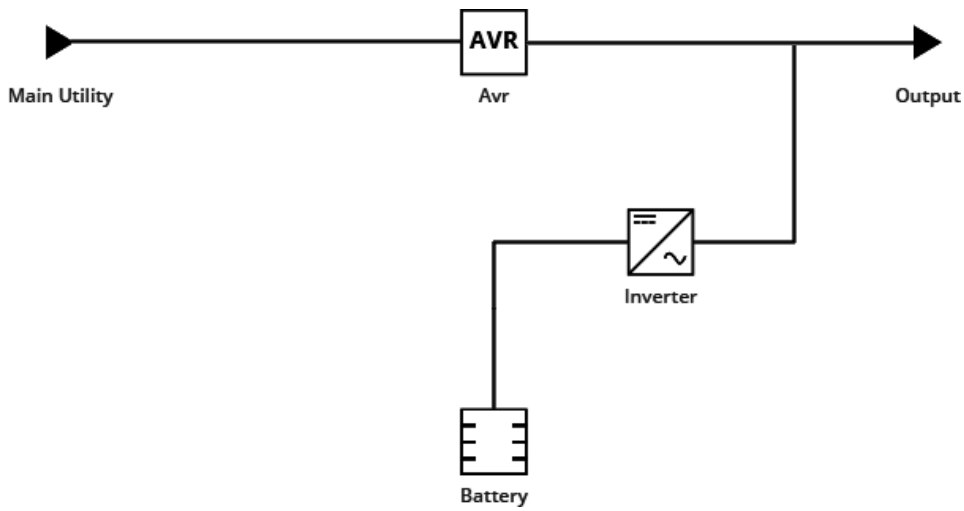 AVR
Main Utility
Avr
Output
Inverter
Battery